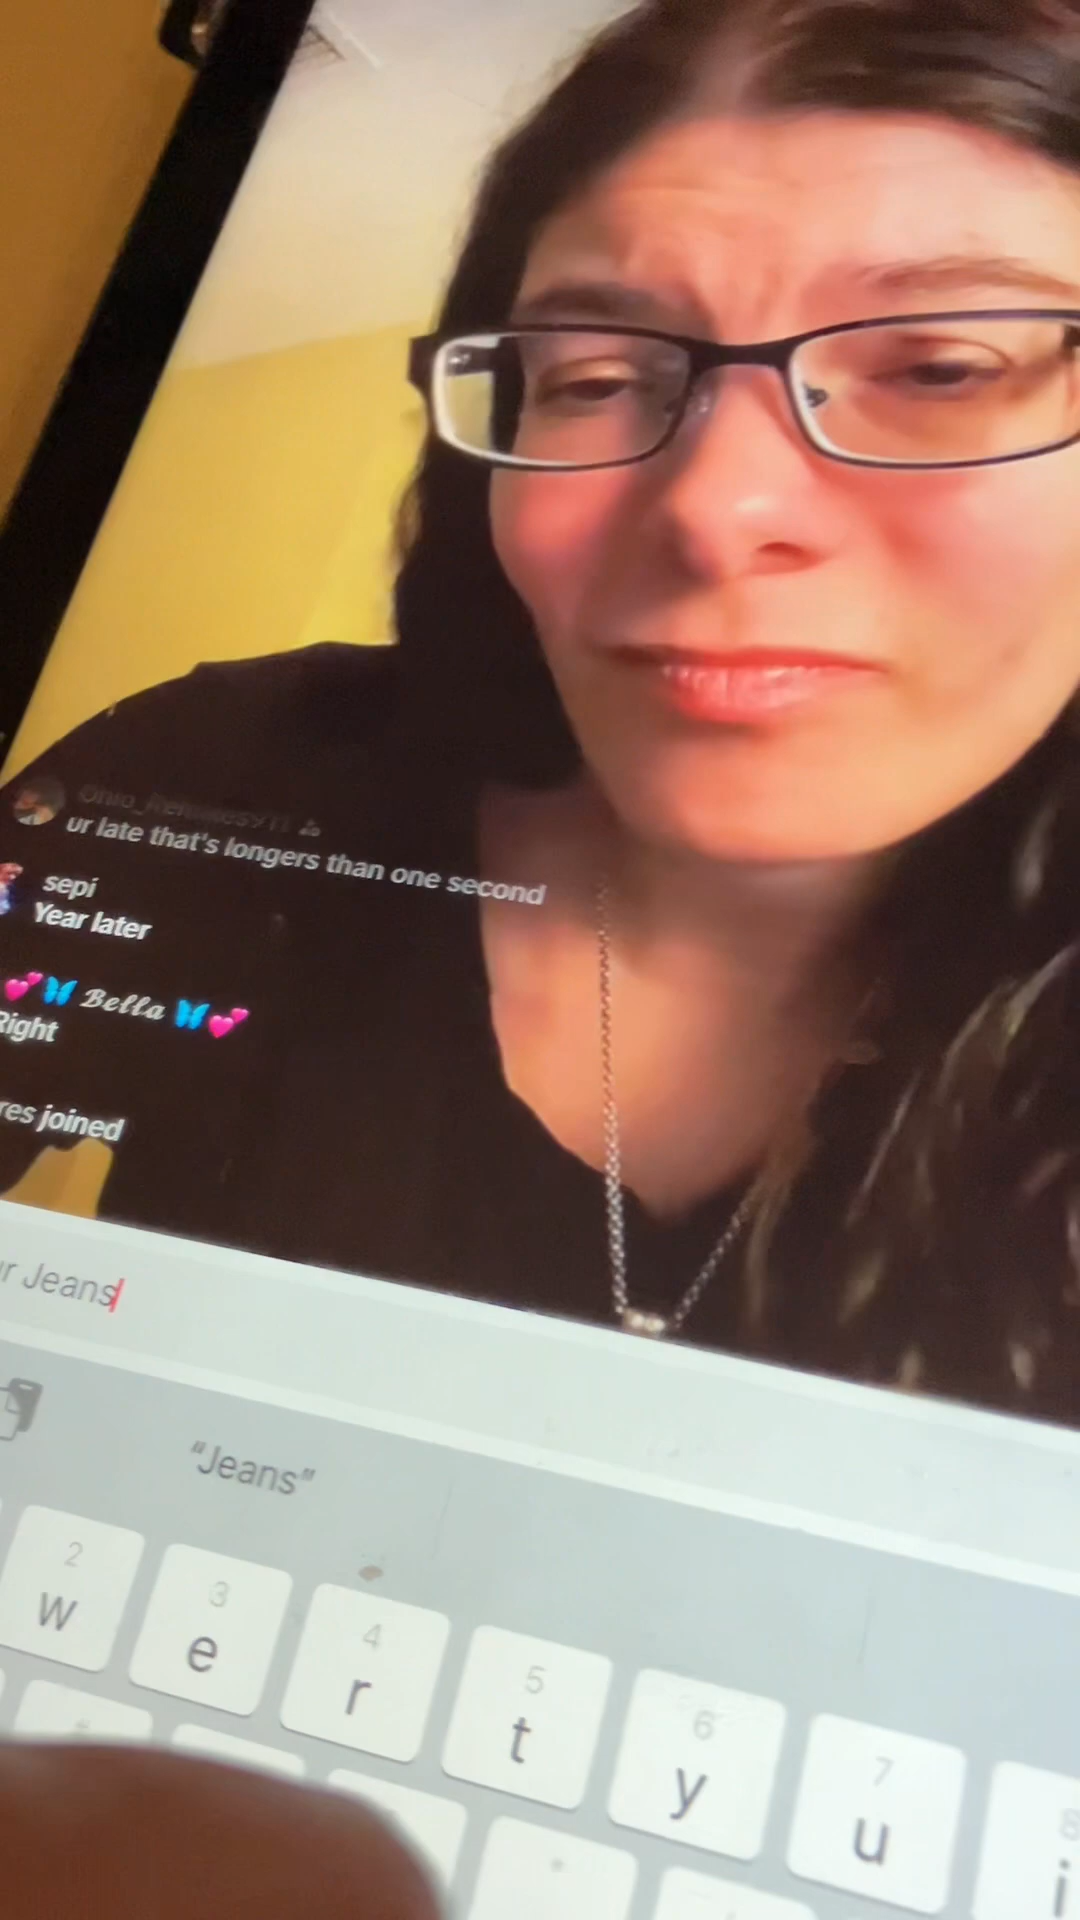 ur late that's longers than one second
sepi
Year later
💕🦋 Bella 🦋💕
Right
res joined
r Jeans
“Jeans”
2 3 4 5 6 7 8
w e r t y u i